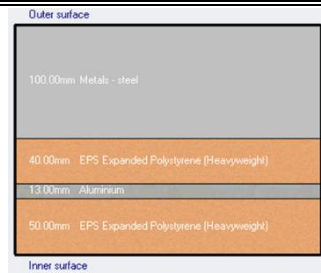 Outer surface
100.00mm Metals - steel
40.00mm EPS Expanded Polystyrene (Heavyweight)
13.00mm Aluminium
50.00mm EPS Expanded Polystyrene (Heavyweight)
Inner surface